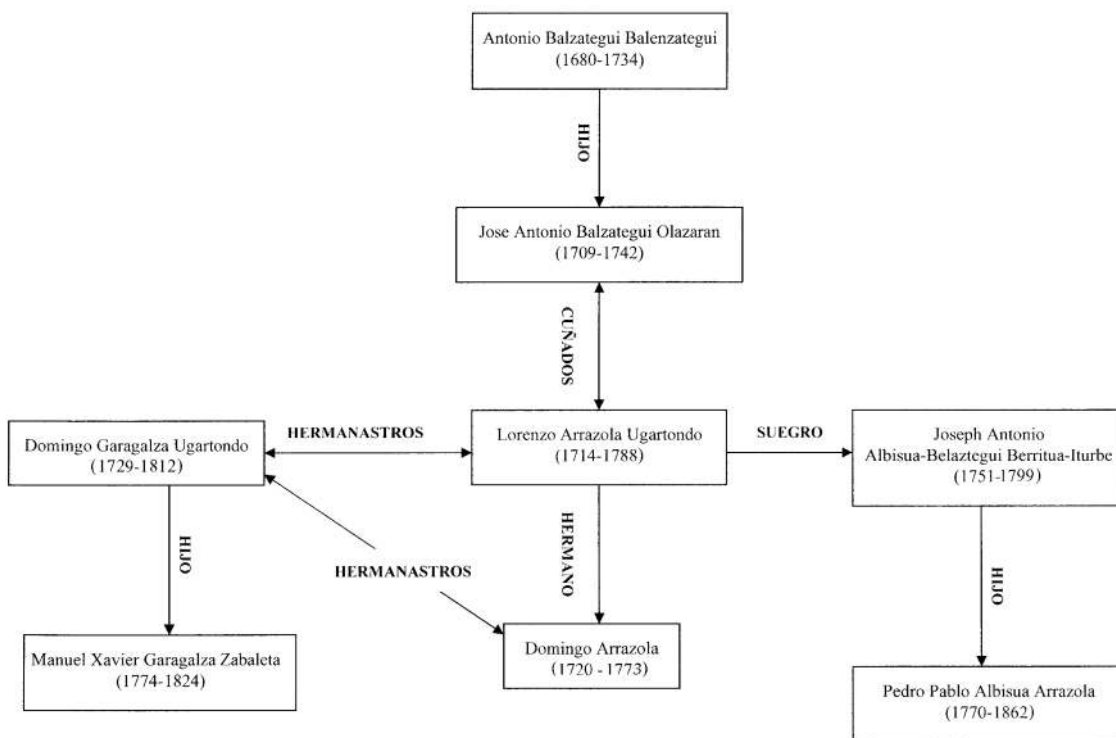 Antonio Balzategui Balenzategui
(1680-1734)
HIJO
Jose Antonio Balzategui Olazaran
(1709-1742)
CUÑADOS
Domingo Garagalza Ugartondo
(1729-1812)
HERMANASTROS
Lorenzo Arrazola Ugartondo
(1714-1788)
SUEGRO
Joseph Antonio
Albisua-Belaztegui Berritua-Iturbe
(1751-1799)
HIJO
HERMANASTROS
HERMANO
HIJO
Manuel Xavier Garagalza Zabaleta
(1774-1824)
Domingo Arrazola
(1720 - 1773)
Pedro Pablo Albisua Arrazola
(1770-1862)